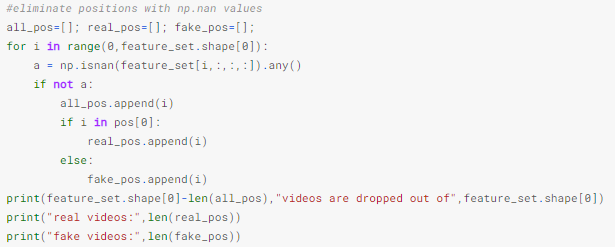 #eliminate positions with np.nan values
all_pos=[]; real_pos=[]; fake_pos=[];
for i in range(0,feature_set.shape[0]):
    a = np.isnan(feature_set[i,:,:,:]).any()
    if not a:
        all_pos.append(i)
        if i in pos[0]:
            real_pos.append(i)
        else:
            fake_pos.append(i)
print(feature_set.shape[0]-len(all_pos),"videos are dropped out of",feature_set.shape[0])
print("real videos:",len(real_pos))
print("fake videos:",len(fake_pos))